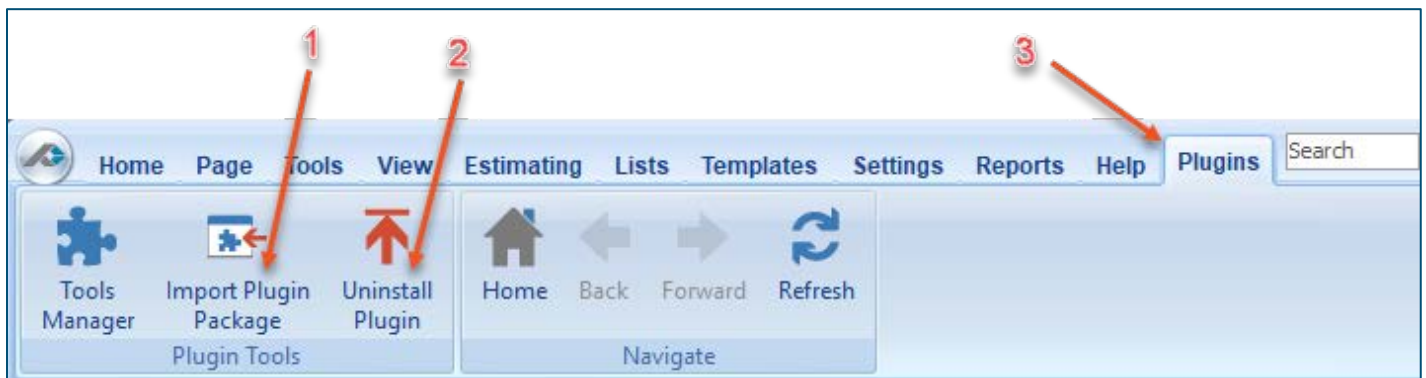 1
2
3
Home Page Tools View Estimating Lists Templates Settings Reports Help Plugins Search
Tools Import Plugin Uninstall Home Back Forward Refresh
Manager Package Plugin
Plugin Tools Navigate